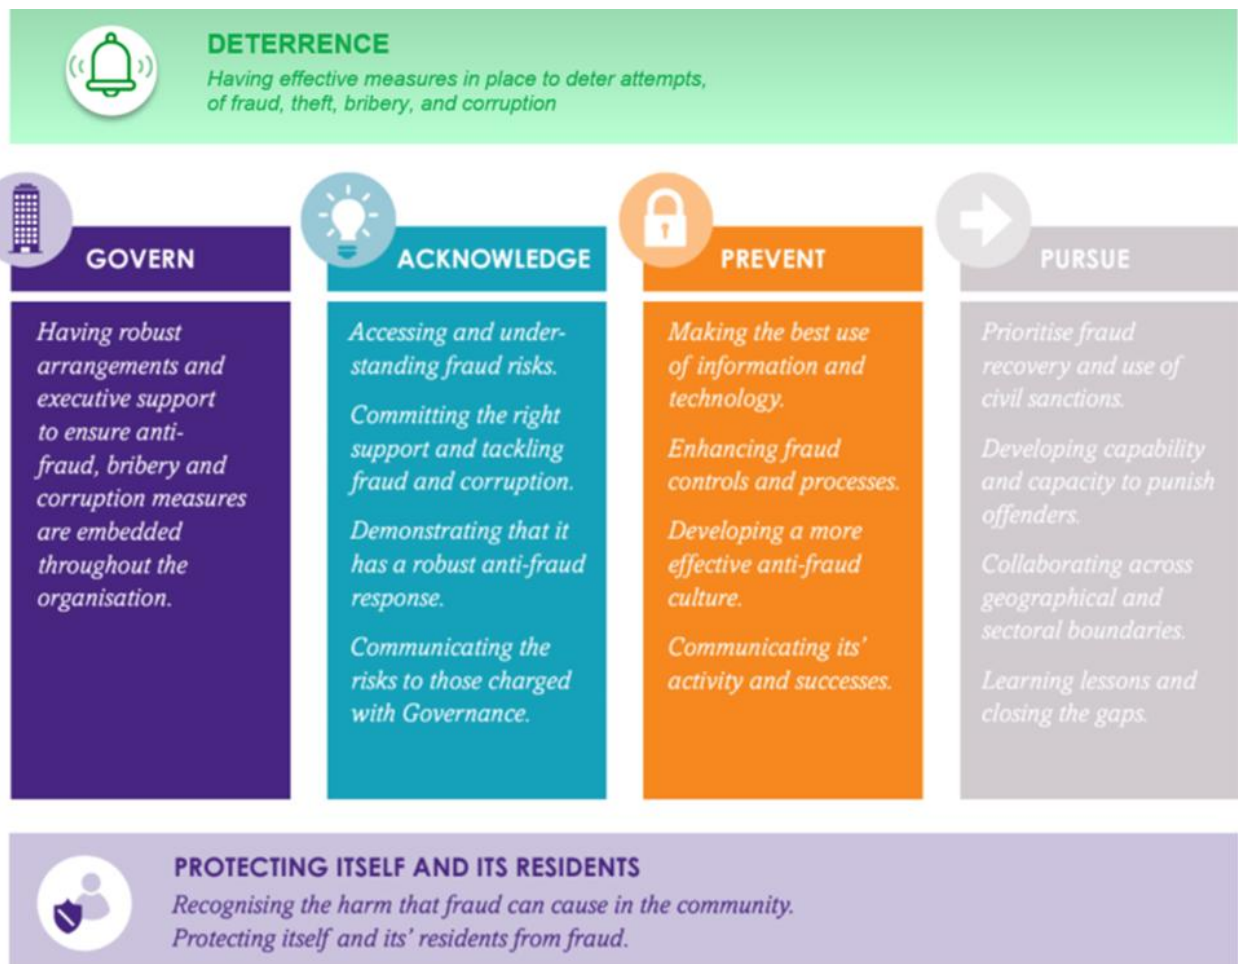 DETERRENCE
Having effective measures in place to deter attempts,
of fraud, theft, bribery, and corruption
GOVERN
Having robust
arrangements and
executive support
to ensure anti-
fraud, bribery and
corruption measures
are embedded
throughout the
organisation.
ACKNOWLEDGE
Accessing and under-
standing fraud risks.
Committing the right
support and tackling
fraud and corruption.
Demonstrating that it
has a robust anti-fraud
response.
Communicating the
risks to those charged
with Governance.
PREVENT
Making the best use
of information and
technology.
Enhancing fraud
controls and processes.
Developing a more
effective anti-fraud
culture.
Communicating its’
activity and successes.
PURSUE
Prioritise fraud
recovery and use of
civil sanctions.
Developing capability
and capacity to punish
offenders.
Collaborating across
geographical and
sectoral boundaries.
Learning lessons and
closing the gaps.
PROTECTING ITSELF AND ITS RESIDENTS
Recognising the harm that fraud can cause in the community.
Protecting itself and its’ residents from fraud.